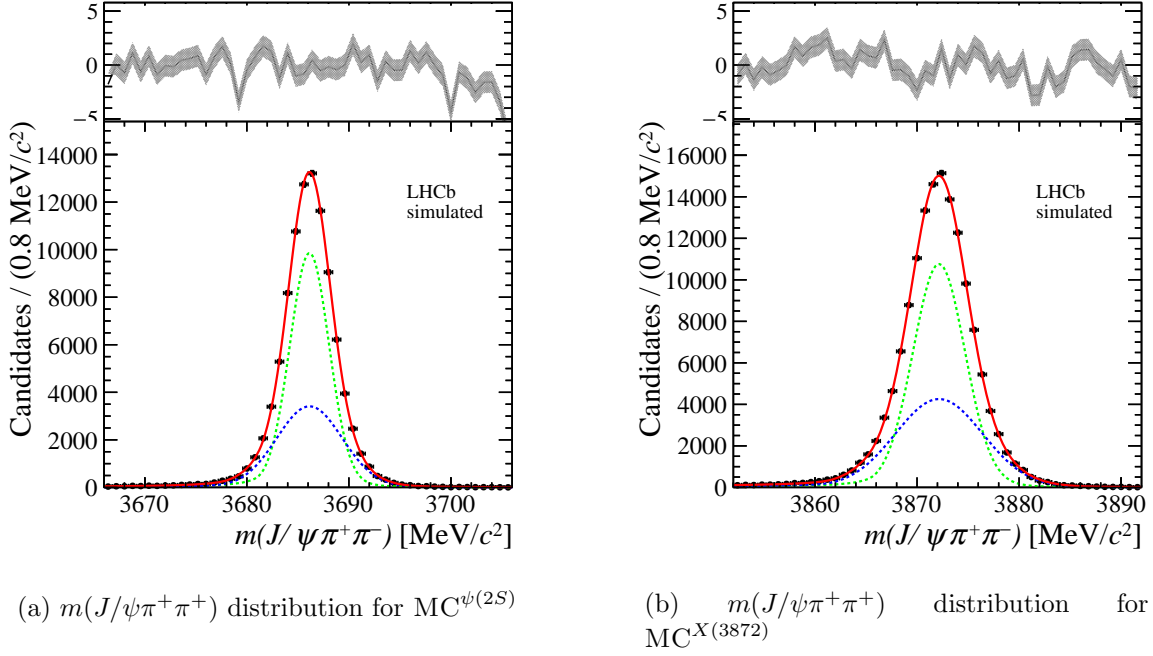 5
0
−5
Candidates / (0.8 MeV/c²)
14000
12000
10000
8000
6000
4000
2000
0
LHCb
simulated
3670 3680 3690 3700
m(J/ψπ⁺π⁻) [MeV/c²]
(a) m(J/ψπ⁺π⁺) distribution for MC^ψ(2S)
5
0
−5
Candidates / (0.8 MeV/c²)
16000
14000
12000
10000
8000
6000
4000
2000
0
LHCb
simulated
3860 3870 3880 3890
m(J/ψπ⁺π⁻) [MeV/c²]
(b) m(J/ψπ⁺π⁺) distribution for
MC^X(3872)